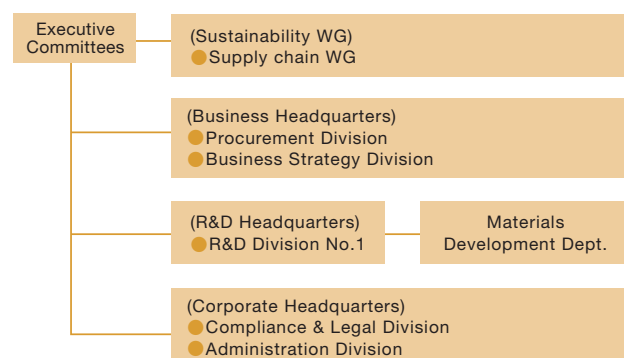 Executive
Committees
(Sustainability WG)
●Supply chain WG
(Business Headquarters)
●Procurement Division
●Business Strategy Division
(R&D Headquarters)
●R&D Division No.1
Materials
Development Dept.
(Corporate Headquarters)
●Compliance & Legal Division
●Administration Division